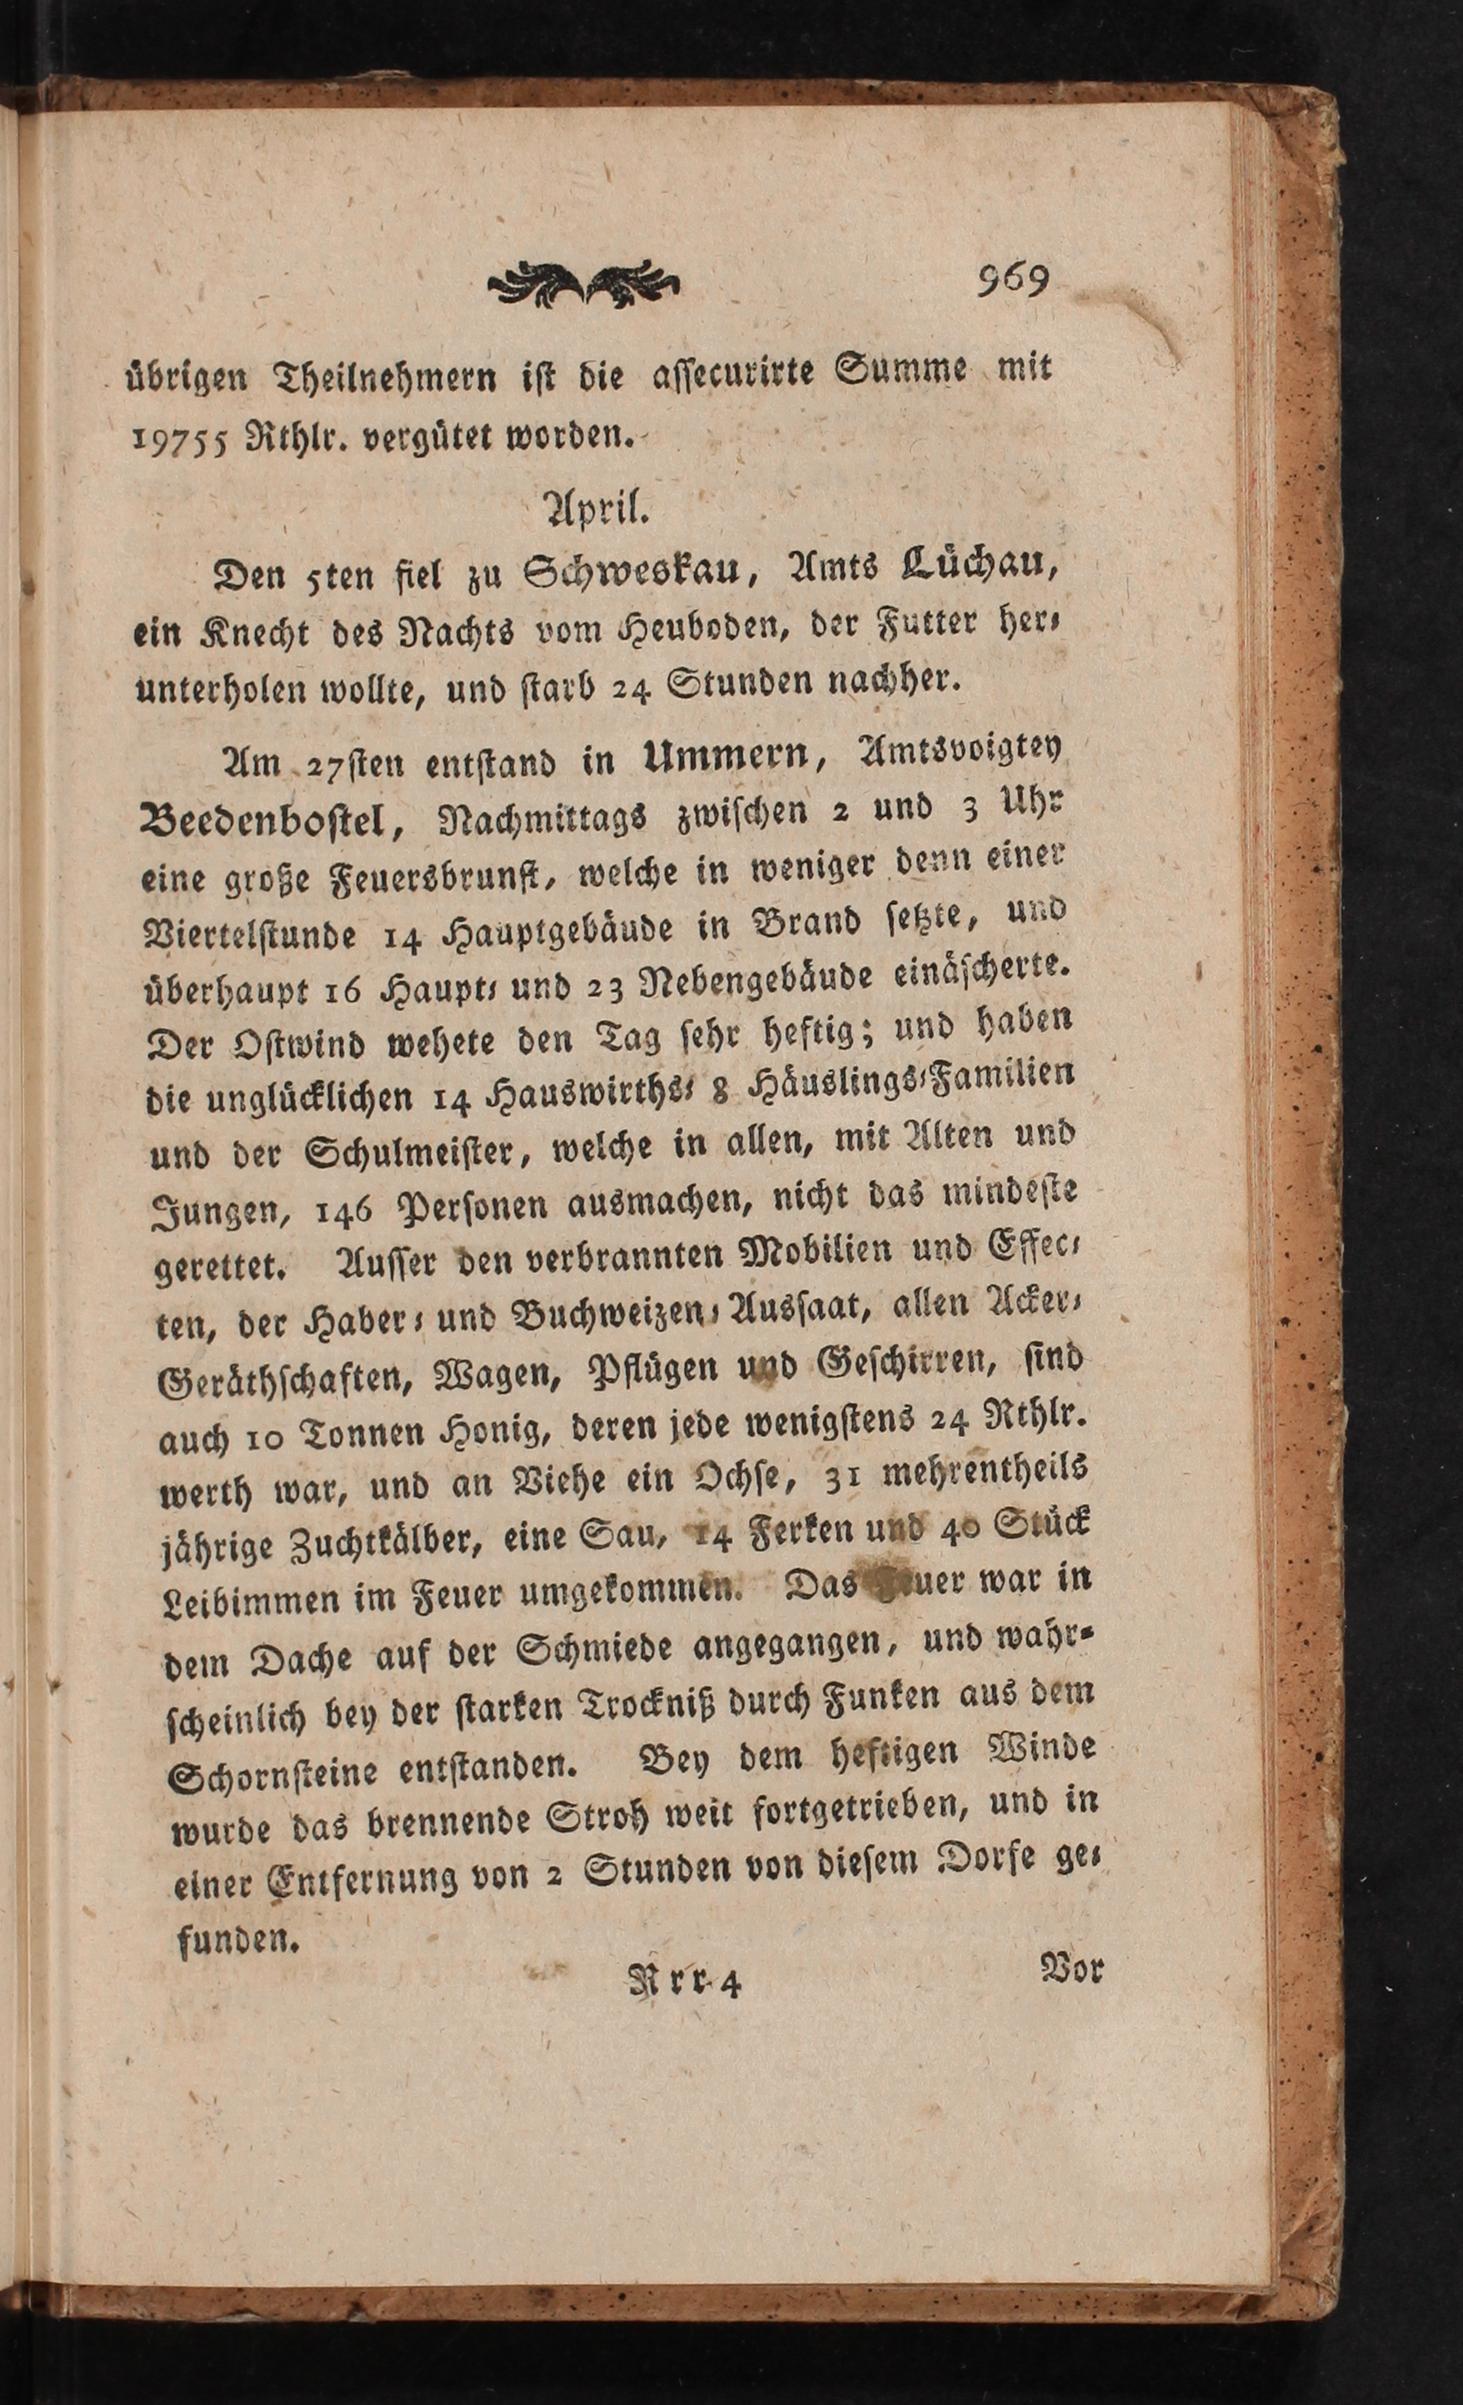 969
übrigen Theilnehmern ist die assecurirte Summe mit
19755 Rthlr. vergütet worden.
April.
Den 5ten fiel zu Schweskau, Amts Lüchau,
ein Knecht des Nachts vom Heuboden, der Futter her-
unterholen wollte, und starb 24 Stunden nachher.
Am 27sten entstand in Ummern, Amtsvoigtey
Beedenbostel, Nachmittags zwischen 2 und 3 Uhr
eine große Feuersbrunst, welche in weniger denn einer
Viertelstunde 14 Hauptgebäude in Brand setzte, und
überhaupt 16 Haupt- und 23 Nebengebäude einäscherte.
Der Ostwind wehete den Tag sehr heftig; und haben
die unglücklichen 14 Hauswirths- 8 Häuslings-Familien
und der Schulmeister, welche in allen, mit Alten und
Jungen, 146 Personen ausmachen, nicht das mindeste
gerettet. Ausser den verbrannten Mobilien und Effec-
ten, der Haber- und Buchweizen-Aussaat, allen Acker-
Geräthschaften, Wagen, Pflügen und Geschirren, sind
auch 10 Tonnen Honig, deren jede wenigstens 24 Rthlr.
werth war, und an Viehe ein Ochse, 31 mehrentheils
jährige Zuchtkälber, eine Sau, 14 Ferken und 40 Stück
Leibimmen im Feuer umgekommen. Das Feuer war in
dem Dache auf der Schmiede angegangen, und wahr-
scheinlich bey der starken Trockniß durch Funken aus dem
Schornsteine entstanden. Bey dem heftigen Winde
wurde das brennende Stroh weit fortgetrieben, und in
einer Entfernung von 2 Stunden von diesem Dorfe ge-
funden.
Rrr 4 Vor